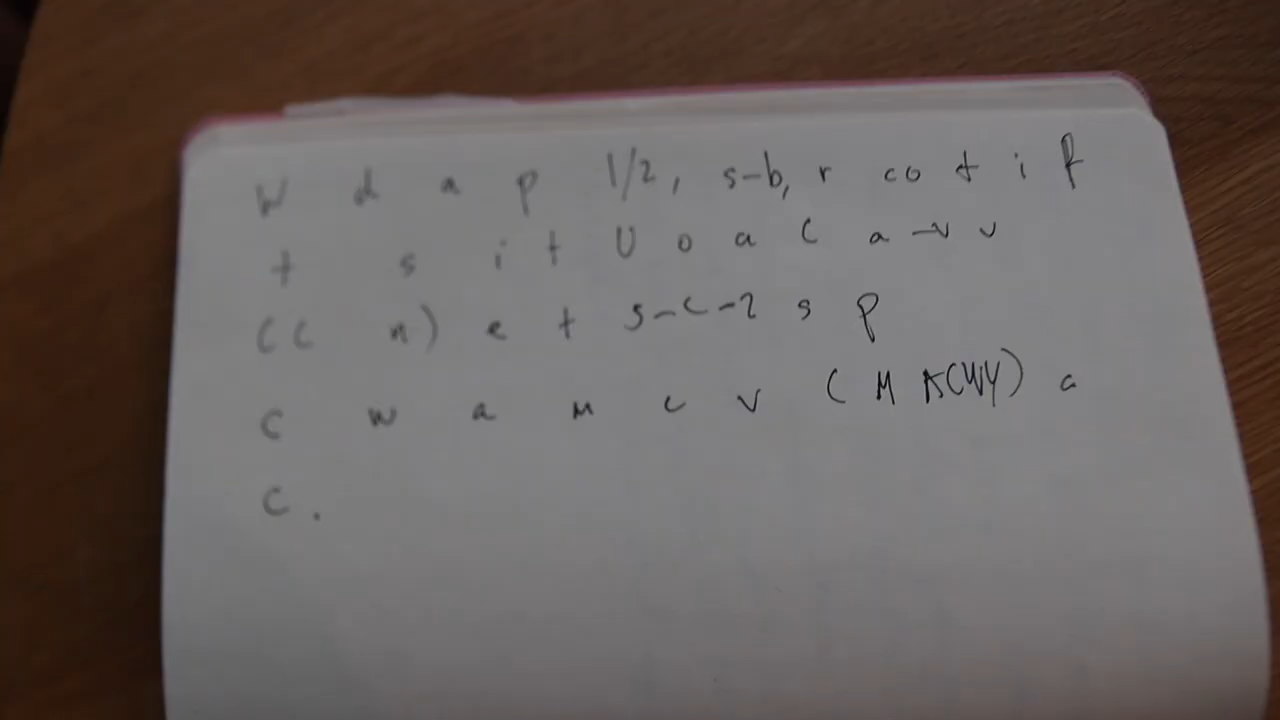 W d a p 1/2, s-b, r co t i f
t s i t U o a C a-v v
(C n) e t s-c-2 s p
c w a m c v (M ACWY) a
c.